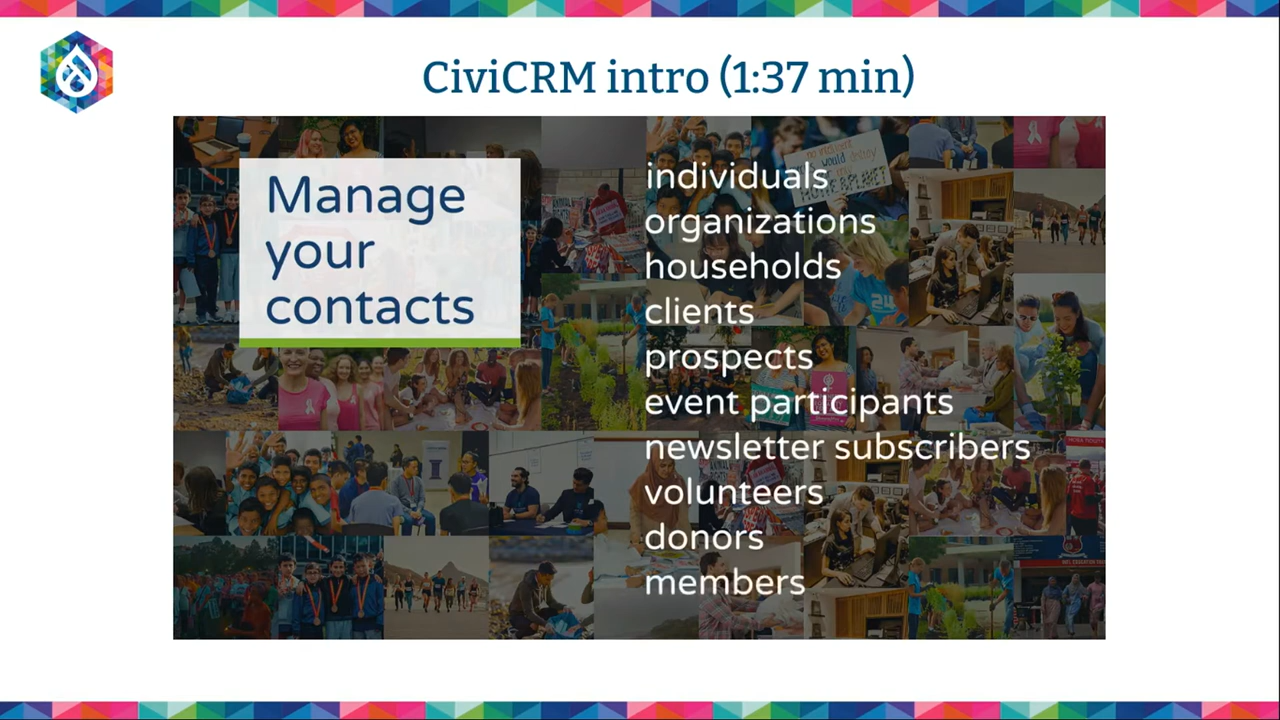 CiviCRM intro (1:37 min)
Manage
your
contacts
individuals
organizations
households
clients
prospects
event participants
newsletter subscribers
volunteers
donors
members